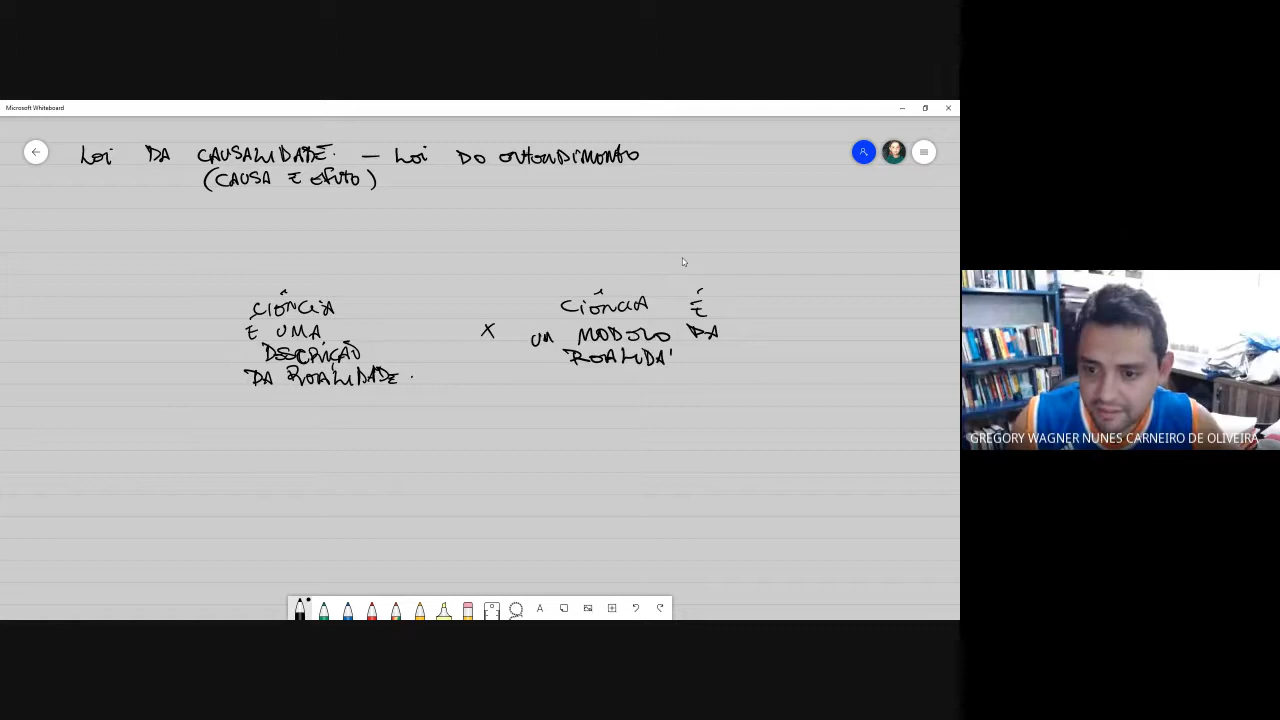 Microsoft Whiteboard
LEI DA CAUSALIDADE. — LEI DO ENTENDIMENTO
(CAUSA E EFEITO)
CIÊNCIA
E UMA
DESCRIÇÃO
DA REALIDADE.
X
CIÊNCIA É
UM MODELO DA
REALIDA'
A
GREGORY WAGNER NUNES CARNEIRO DE OLIVEIRA